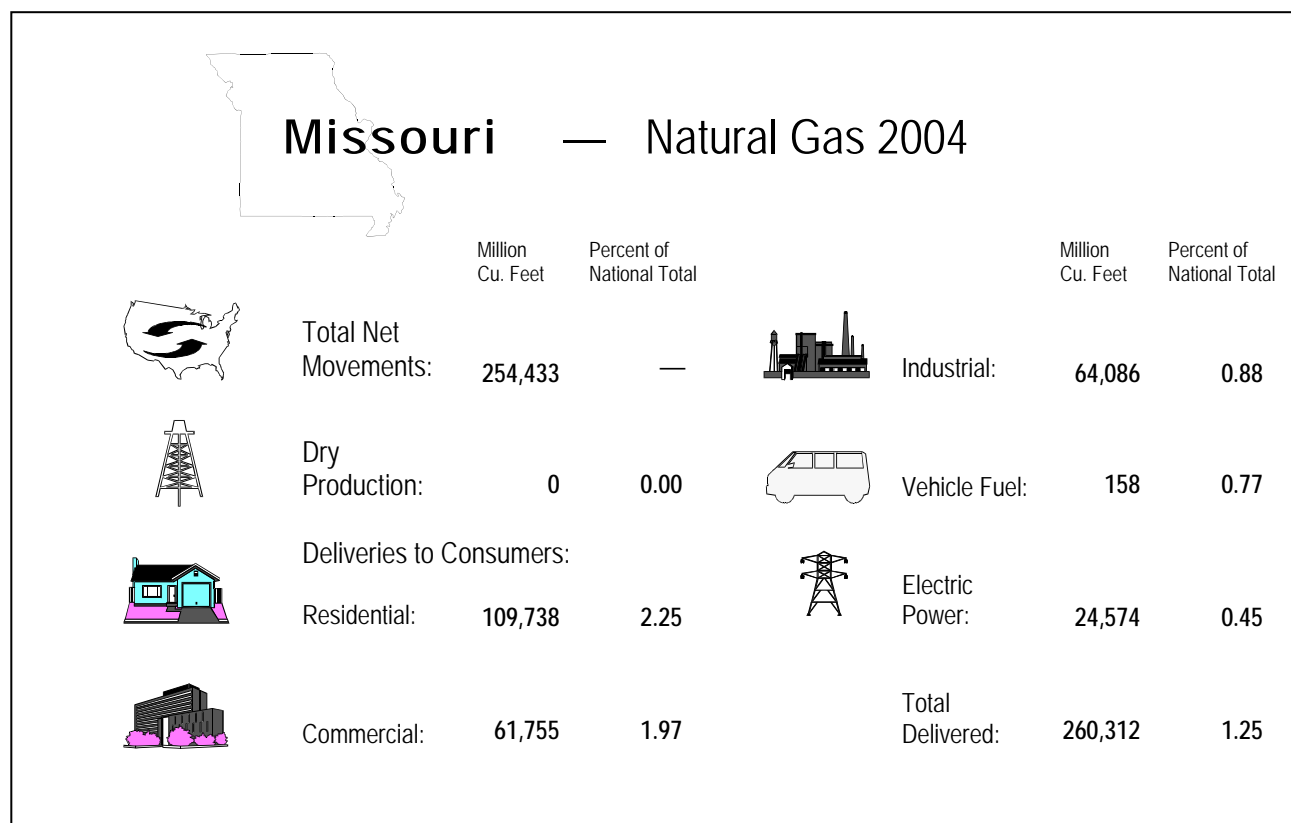 Missouri — Natural Gas 2004
Million Cu. Feet
Percent of National Total
Million Cu. Feet
Percent of National Total
Total Net
Movements: 254,433 —
Industrial: 64,086 0.88
Dry
Production: 0 0.00
Vehicle Fuel: 158 0.77
Deliveries to Consumers:
Residential: 109,738 2.25
Electric
Power: 24,574 0.45
Commercial: 61,755 1.97
Total
Delivered: 260,312 1.25